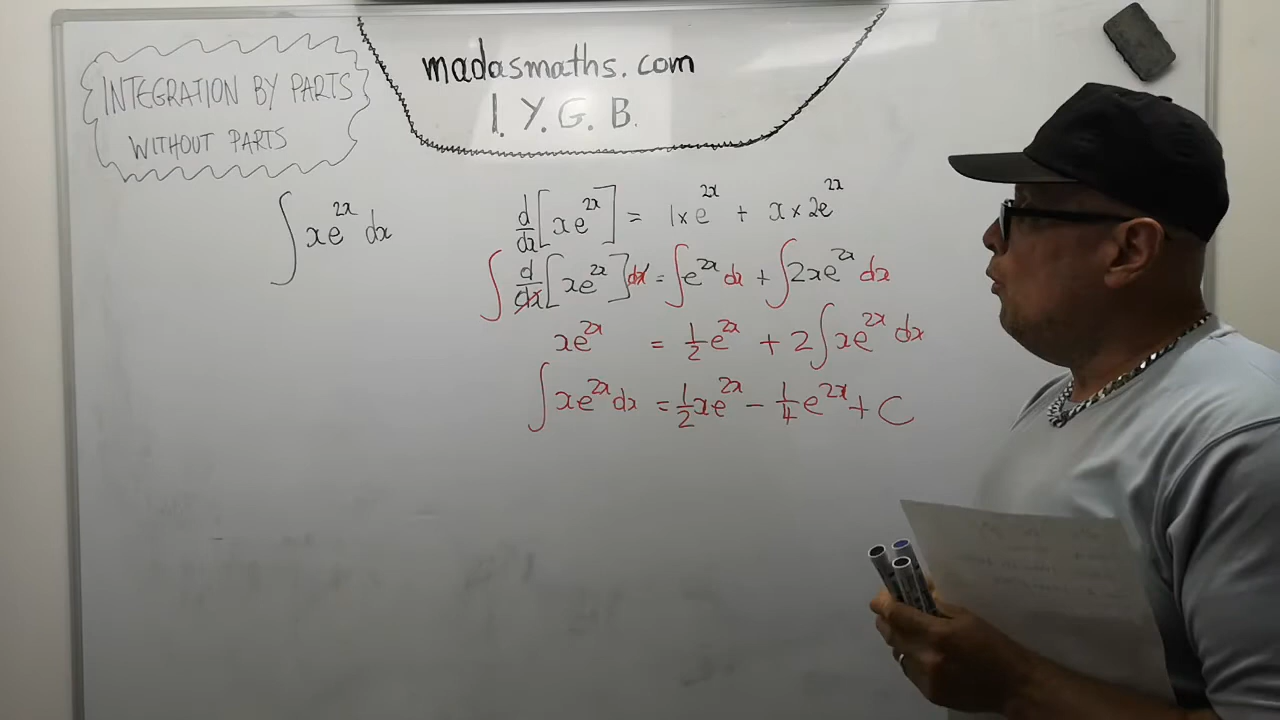 INTEGRATION BY PARTS
WITHOUT PARTS
madasmaths.com
I. Y. G. B.
∫ xe^{2x} dx
d/dx [xe^{2x}] = 1×e^{2x} + x×2e^{2x}
∫ d/dx [xe^{2x}] dx = ∫ e^{2x} dx + ∫ 2xe^{2x} dx
xe^{2x} = 1/2 e^{2x} + 2∫ xe^{2x} dx
∫ xe^{2x} dx = 1/2 xe^{2x} − 1/4 e^{2x} + C